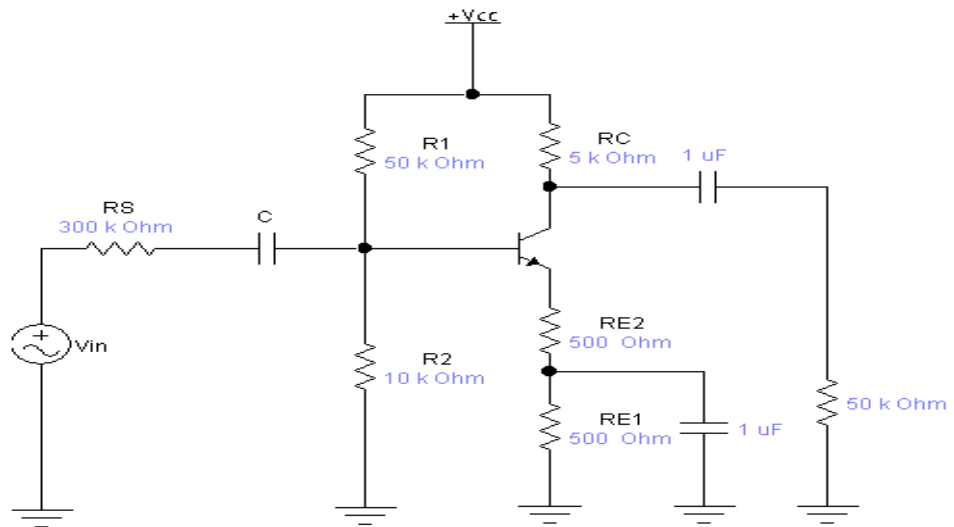 +Vcc
R1
50 k Ohm
RC
5 k Ohm
1 uF
RS
300 k Ohm
C
+
Vin
R2
10 k Ohm
RE2
500 Ohm
RE1
500 Ohm
1 uF
50 k Ohm